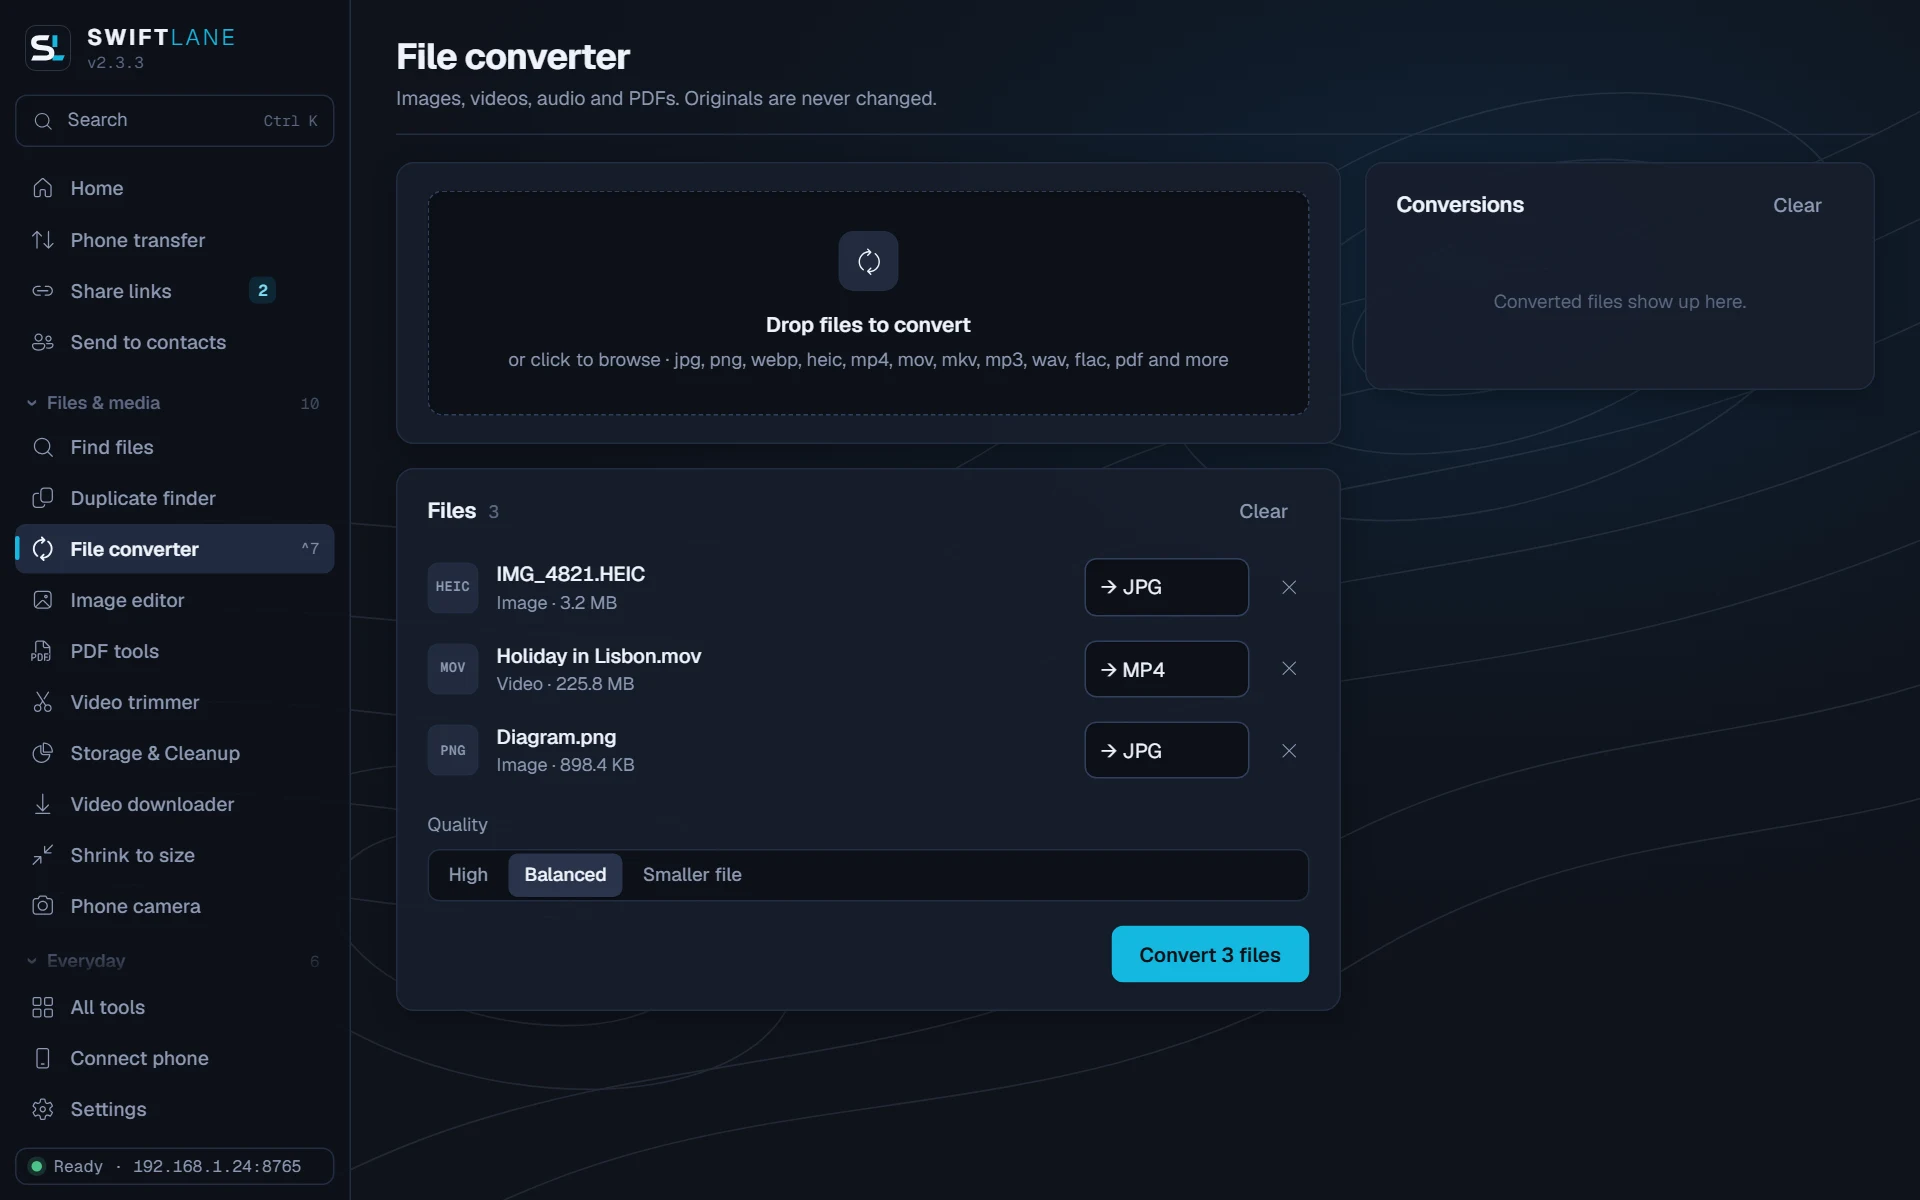 SL SWIFTLANE
v2.3.3
Search Ctrl K
Home
Phone transfer
Share links 2
Send to contacts
Files & media 10
Find files
Duplicate finder
File converter ^7
Image editor
PDF PDF tools
Video trimmer
Storage & Cleanup
Video downloader
Shrink to size
Phone camera
Everyday 6
All tools
Connect phone
Settings
Ready · 192.168.1.24:8765
File converter
Images, videos, audio and PDFs. Originals are never changed.
Drop files to convert
or click to browse · jpg, png, webp, heic, mp4, mov, mkv, mp3, wav, flac, pdf and more
Files 3 Clear
HEIC IMG_4821.HEIC
Image · 3.2 MB
→ JPG
MOV Holiday in Lisbon.mov
Video · 225.8 MB
→ MP4
PNG Diagram.png
Image · 898.4 KB
→ JPG
Quality
High Balanced Smaller file
Convert 3 files
Conversions Clear
Converted files show up here.